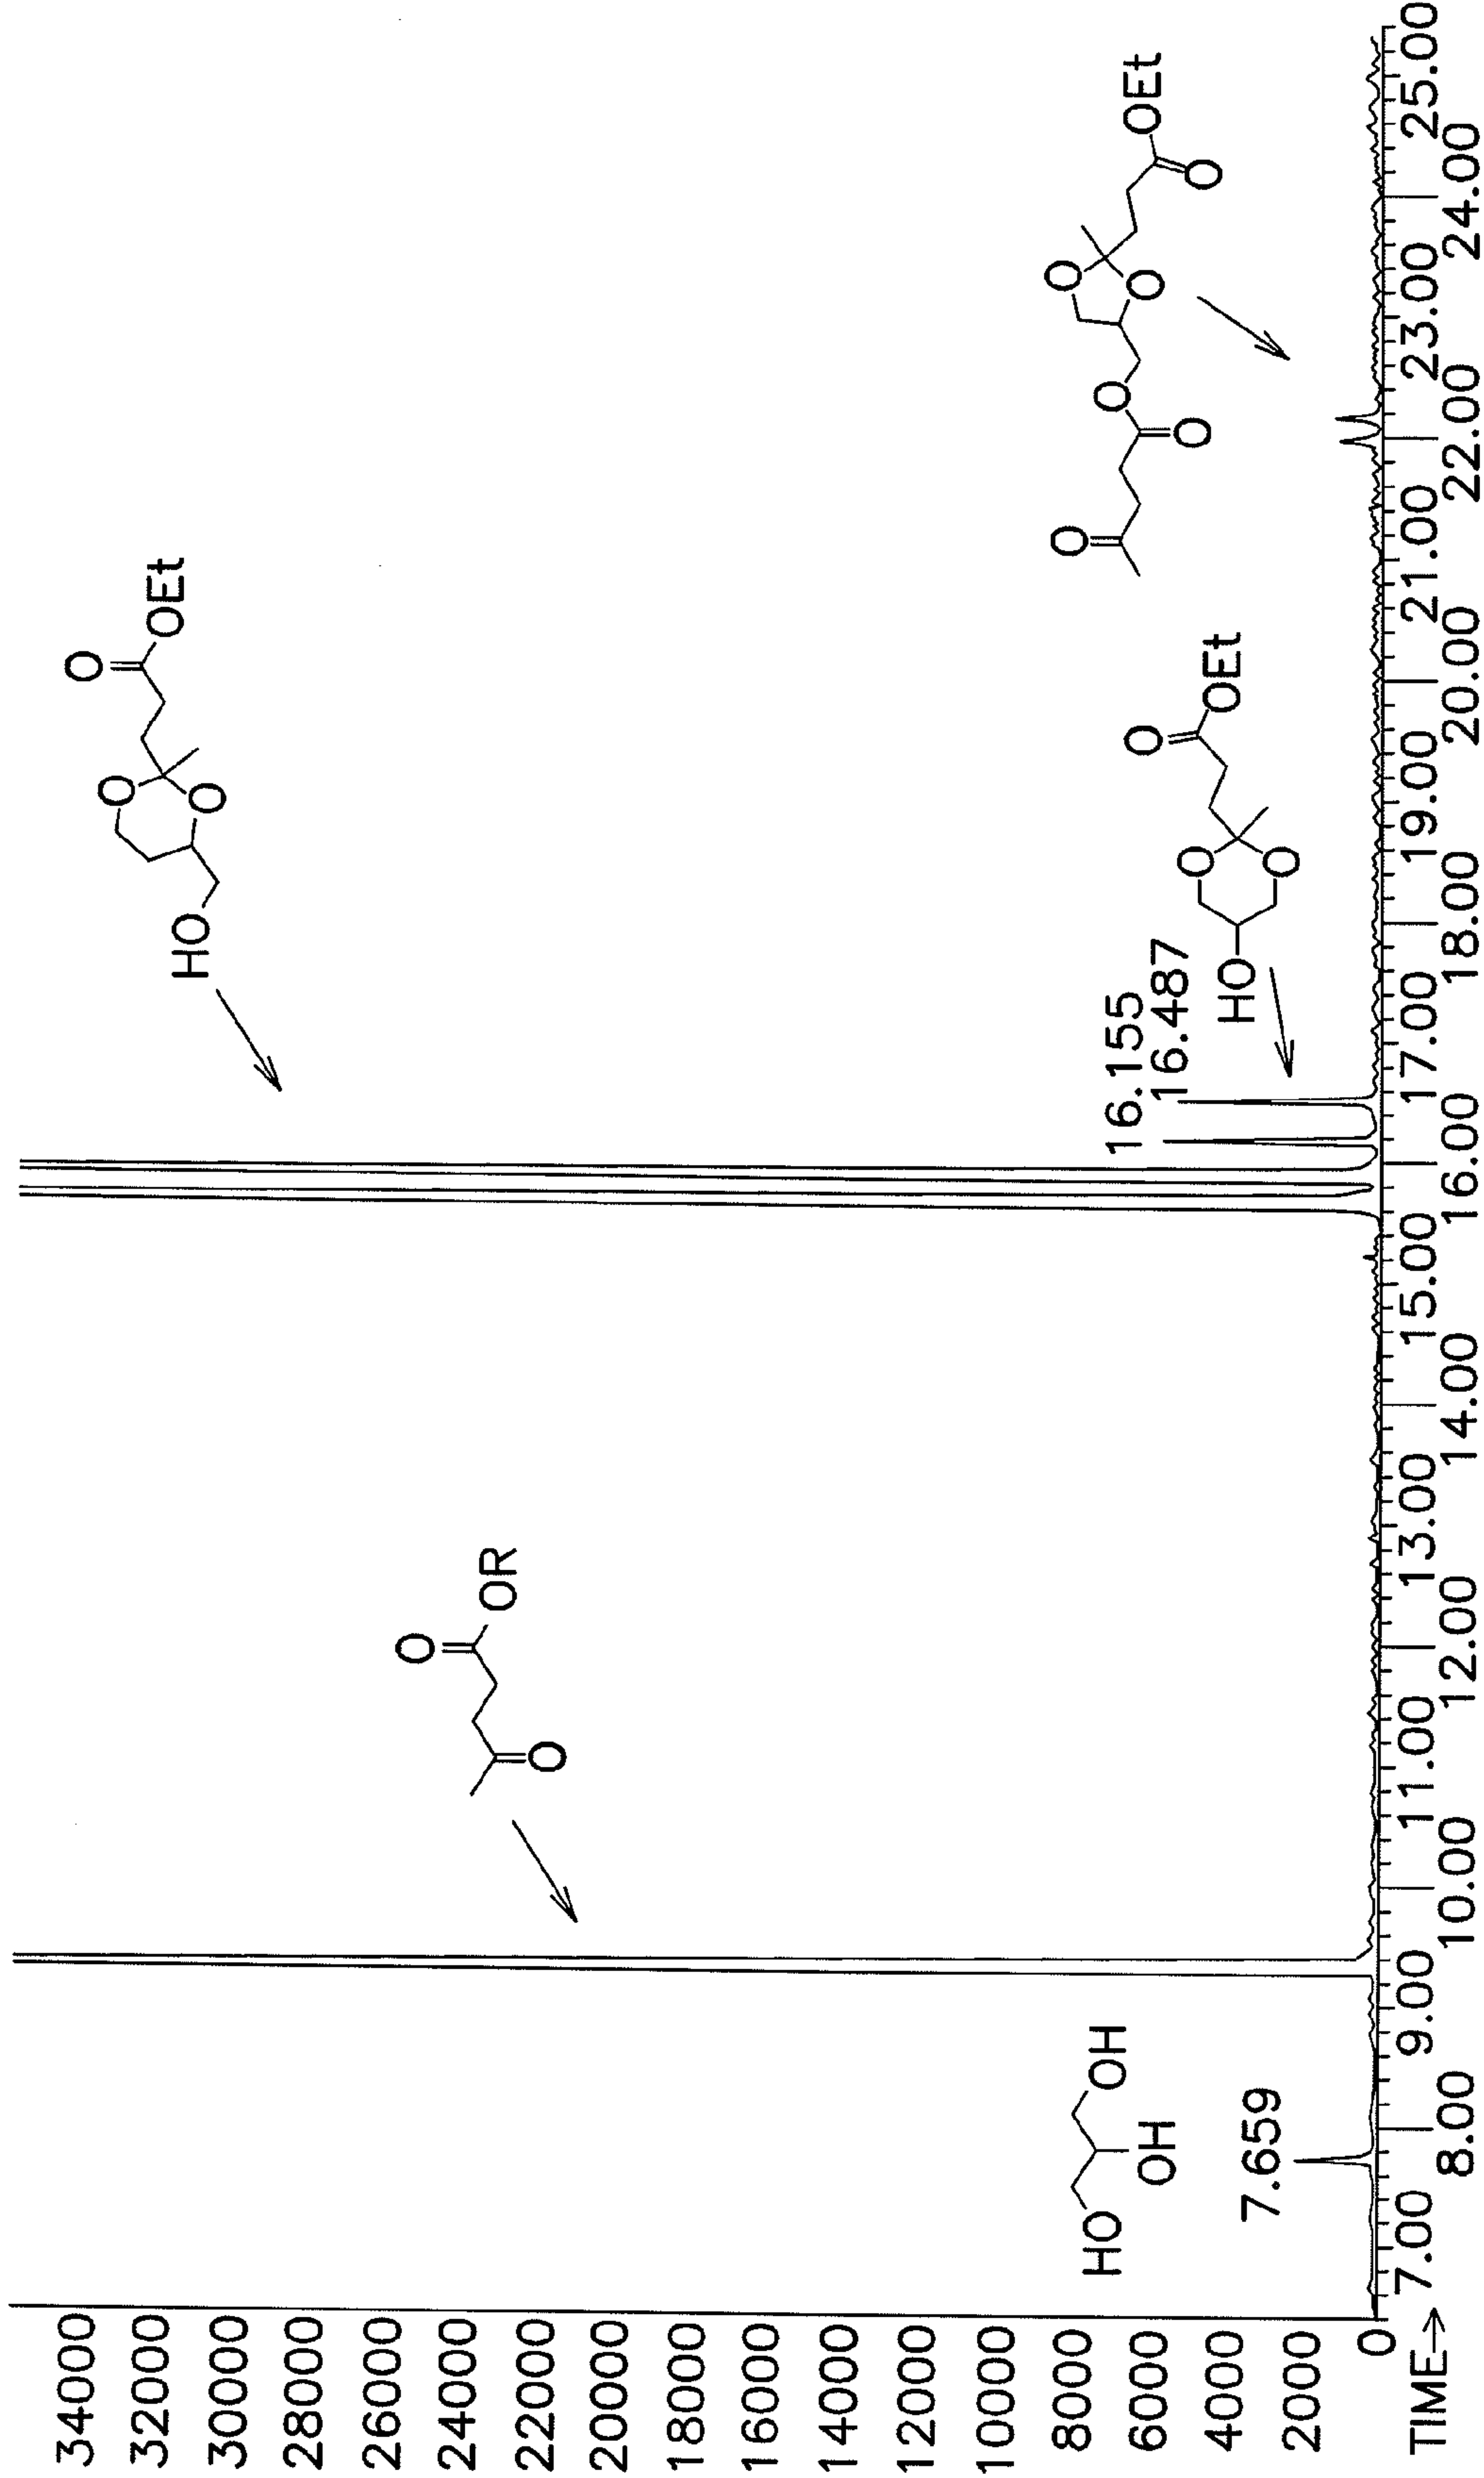 34000
32000
30000
28000
26000
24000
22000
20000
18000
16000
14000
12000
10000
8000
6000
4000
2000
0
TIME→
7.00
8.00
9.00
10.00
11.00
12.00
13.00
14.00
15.00
16.00
17.00
18.00
19.00
20.00
21.00
22.00
23.00
24.00
25.00
HO
OH
OH
7.659
O
O
OR
HO
O
O
O
OEt
16.155
16.487
HO
O
O
O
OEt
O
O
O
O
O
O
OEt